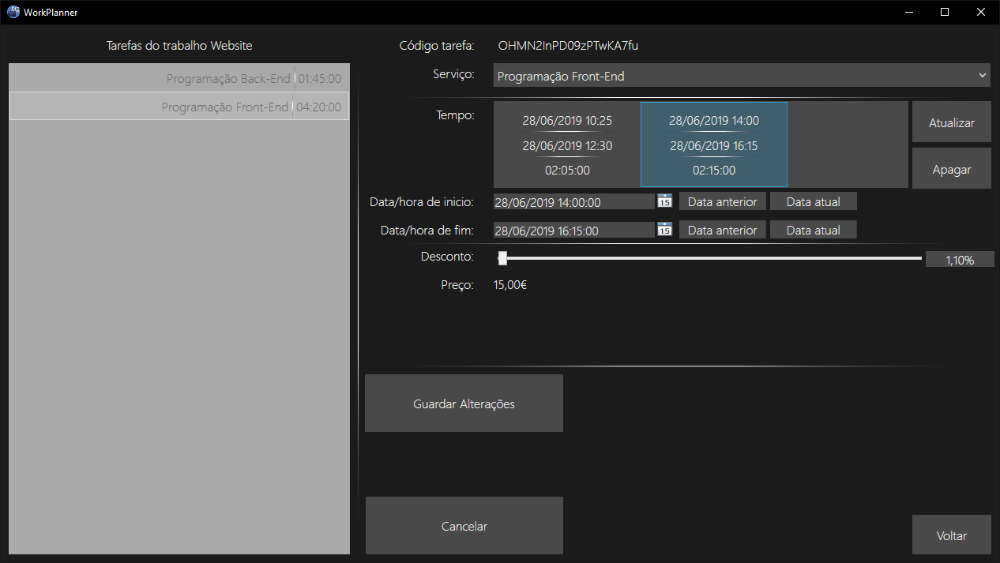 WorkPlanner
Tarefas do trabalho Website
Programação Back-End 01:45:00
Programação Front-End 04:20:00
Código tarefa: OHMN2InPD09zPTwKA7fu
Serviço: Programação Front-End
Tempo:
28/06/2019 10:25
28/06/2019 12:30
02:05:00
28/06/2019 14:00
28/06/2019 16:15
02:15:00
Atualizar
Apagar
Data/hora de inicio: 28/06/2019 14:00:00 15 Data anterior Data atual
Data/hora de fim: 28/06/2019 16:15:00 15 Data anterior Data atual
Desconto: 1,10%
Preço: 15,00€
Guardar Alterações
Cancelar
Voltar